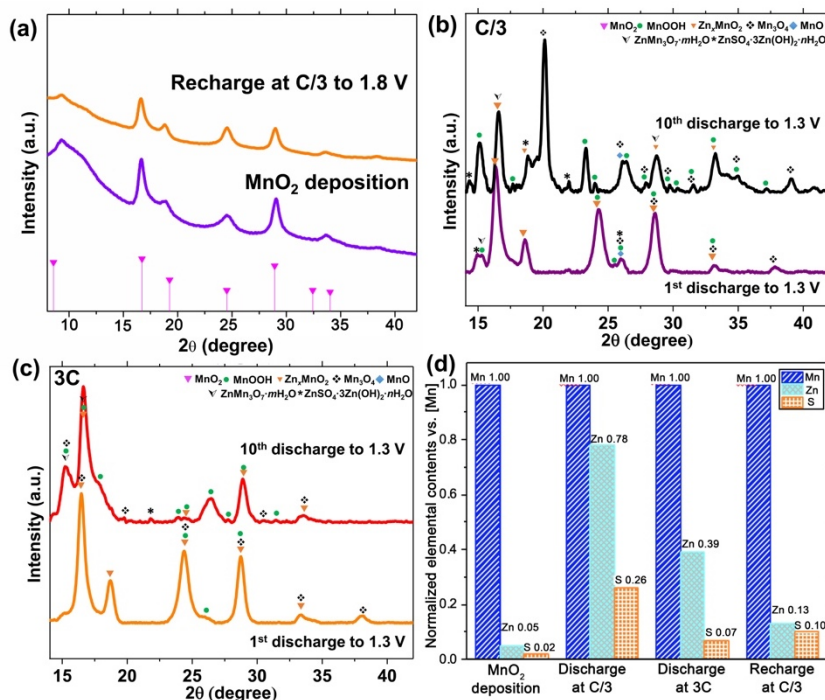 (a)
Recharge at C/3 to 1.8 V
MnO₂ deposition
Intensity (a.u.)
10 15 20 25 30 35 40
2θ (degree)
(b)
C/3
MnO₂ MnOOH ZnₓMnO₂ Mn₃O₄ MnO
ZnMn₃O₇·mH₂O ZnSO₄·3Zn(OH)₂·nH₂O
10th discharge to 1.3 V
1st discharge to 1.3 V
Intensity (a.u.)
15 20 25 30 35 40
2θ (degree)
(c)
3C
MnO₂ MnOOH ZnₓMnO₂ Mn₃O₄ MnO
ZnMn₃O₇·mH₂O ZnSO₄·3Zn(OH)₂·nH₂O
10th discharge to 1.3 V
1st discharge to 1.3 V
Intensity (a.u.)
15 20 25 30 35 40
2θ (degree)
(d)
Mn 1.00 Mn 1.00 Mn 1.00 Mn 1.00
Mn
Zn
S
Zn 0.78
Zn 0.39
S 0.26
Zn 0.13
S 0.10
S 0.07
Zn 0.05
S 0.02
Normalized elemental contents vs. [Mn]
1.0
0.8
0.6
0.4
0.2
0.0
MnO₂ deposition
Discharge at C/3
Discharge at 3C
Recharge at C/3